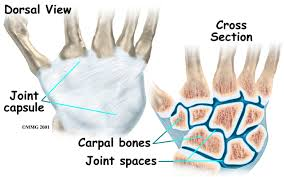 Dorsal View
Joint
capsule
©MMG 2001
Cross
Section
Carpal bones
Joint spaces